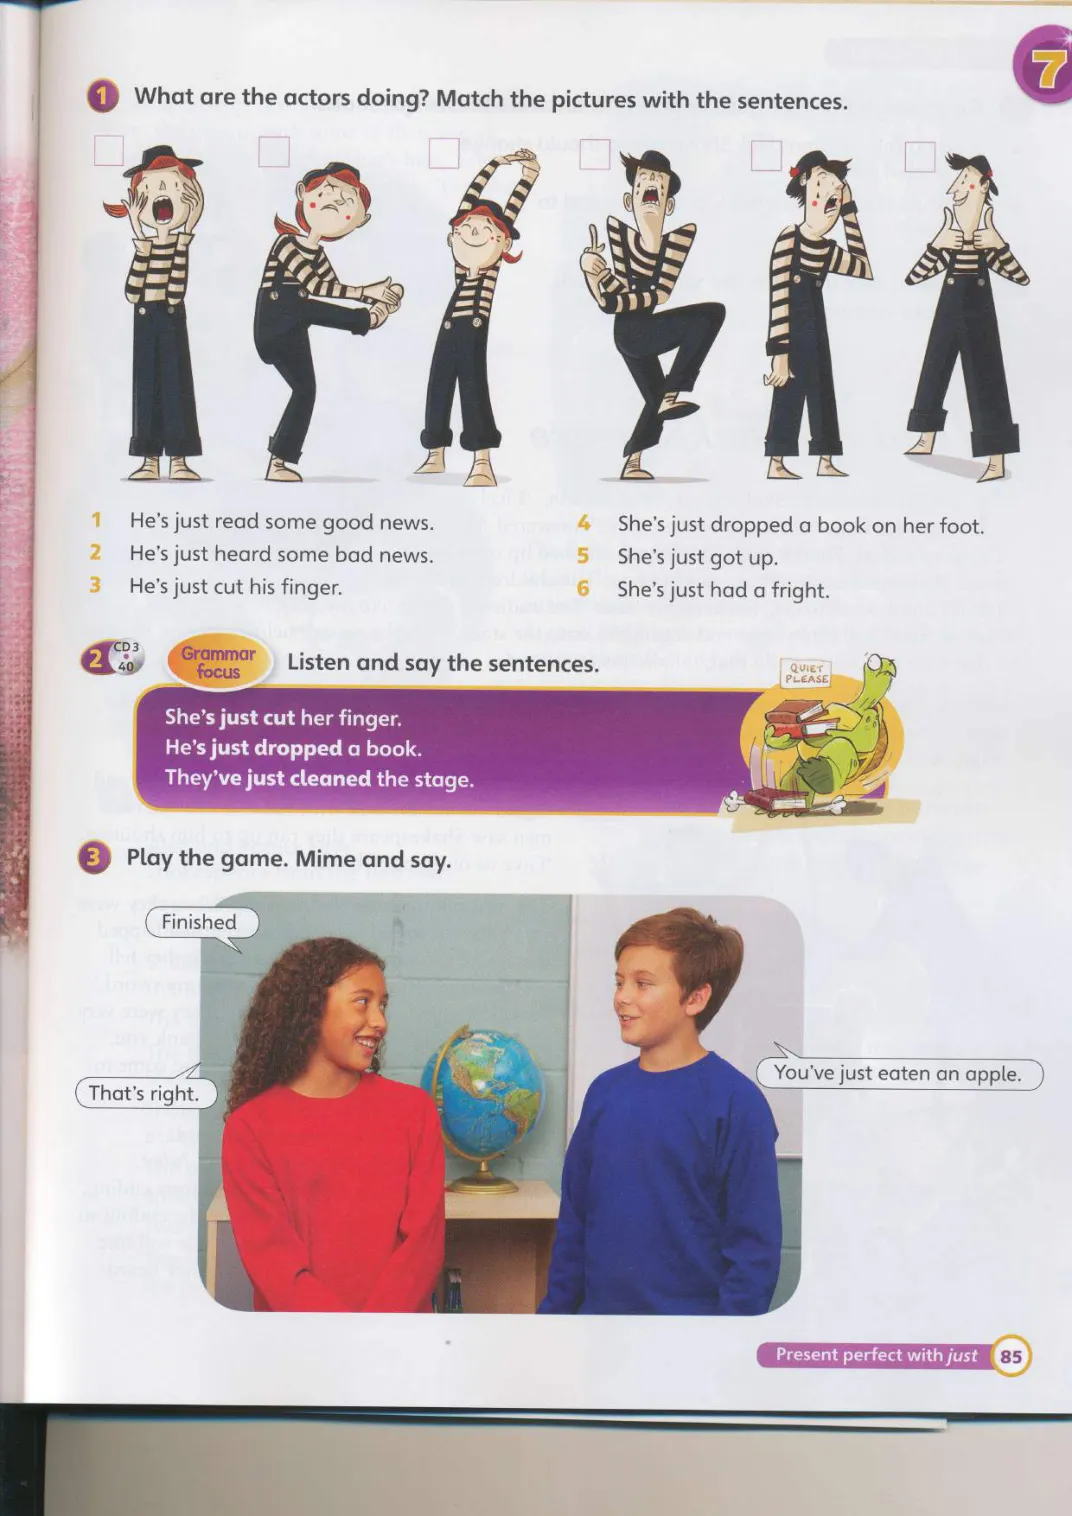 7
1 What are the actors doing? Match the pictures with the sentences.
1 He's just read some good news.
2 He's just heard some bad news.
3 He's just cut his finger.
4 She's just dropped a book on her foot.
5 She's just got up.
6 She's just had a fright.
2 CD3 40
Grammar focus
Listen and say the sentences.
QUIET PLEASE
She's just cut her finger.
He's just dropped a book.
They've just cleaned the stage.
3 Play the game. Mime and say.
Finished
You've just eaten an apple.
That's right.
Present perfect with just 85